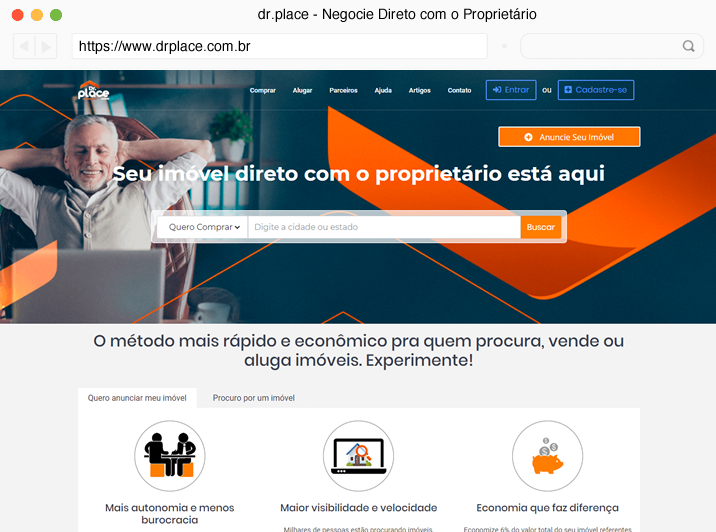 dr.place - Negocie Direto com o Proprietário
https://www.drplace.com.br
Dr.
place
Comprar Alugar Parceiros Ajuda Artigos Contato Entrar ou Cadastre-se
Anuncie Seu Imóvel
Seu imóvel direto com o proprietário está aqui
Quero Comprar Digite a cidade ou estado Buscar
O método mais rápido e econômico pra quem procura, vende ou
aluga imóveis. Experimente!
Quero anunciar meu imóvel Procuro por um imóvel
Mais autonomia e menos
burocracia
Maior visibilidade e velocidade
Milhares de pessoas estão procurando imóveis.
Economia que faz diferença
Economize 6% do valor total do seu imóvel referentes